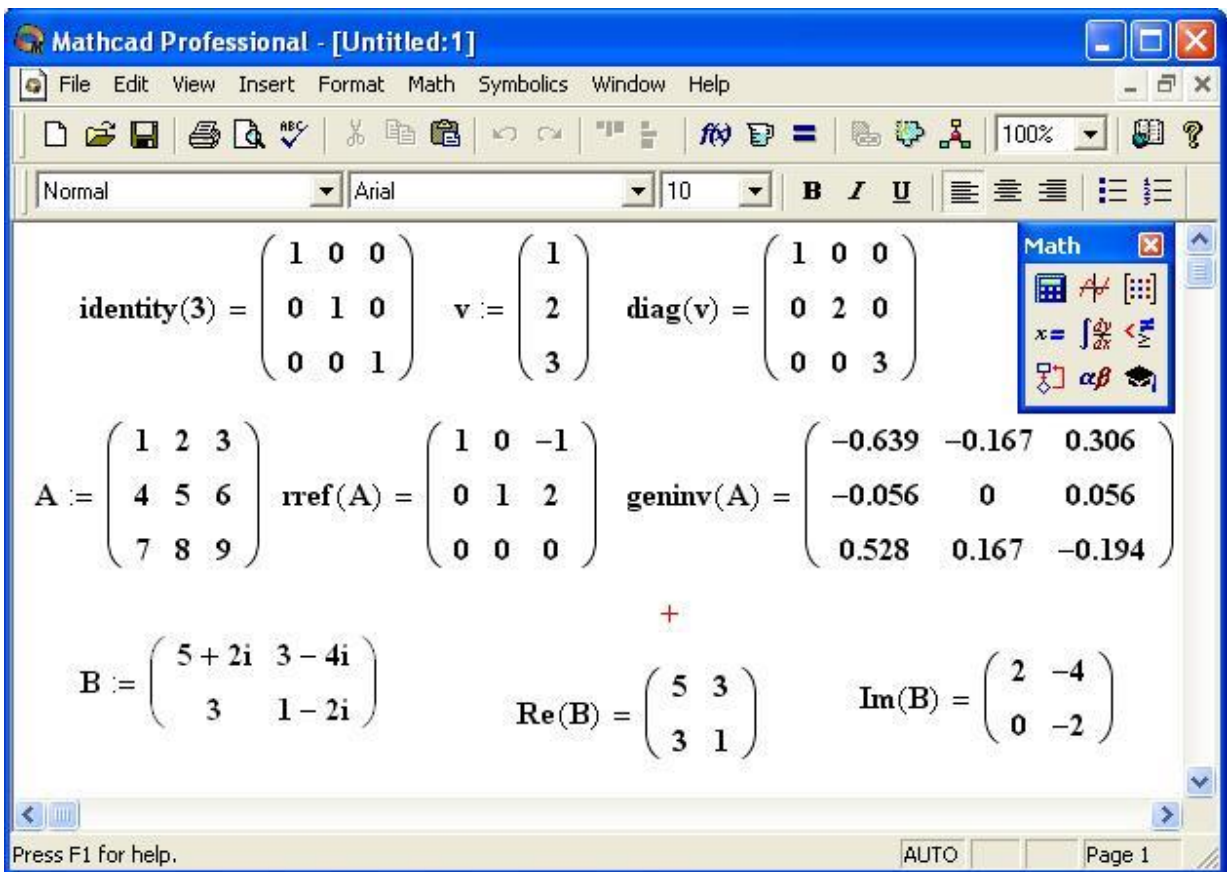 Mathcad Professional - [Untitled:1]
File Edit View Insert Format Math Symbolics Window Help
ABC f(x) = 100% ?
Normal Arial 10 B I U
Math
x= ∫ dy/dx < ≠ ≥
αβ
identity(3) = ( 1 0 0 ) v := ( 1 ) diag(v) = ( 1 0 0 )
0 1 0 2 0 2 0
0 0 1 3 0 0 3
A := ( 1 2 3 ) rref(A) = ( 1 0 −1 ) geninv(A) = ( −0.639 −0.167 0.306 )
4 5 6 0 1 2 −0.056 0 0.056
7 8 9 0 0 0 0.528 0.167 −0.194
+
B := ( 5 + 2i 3 − 4i ) Re(B) = ( 5 3 ) Im(B) = ( 2 −4 )
3 1 − 2i 3 1 0 −2
Press F1 for help. AUTO Page 1